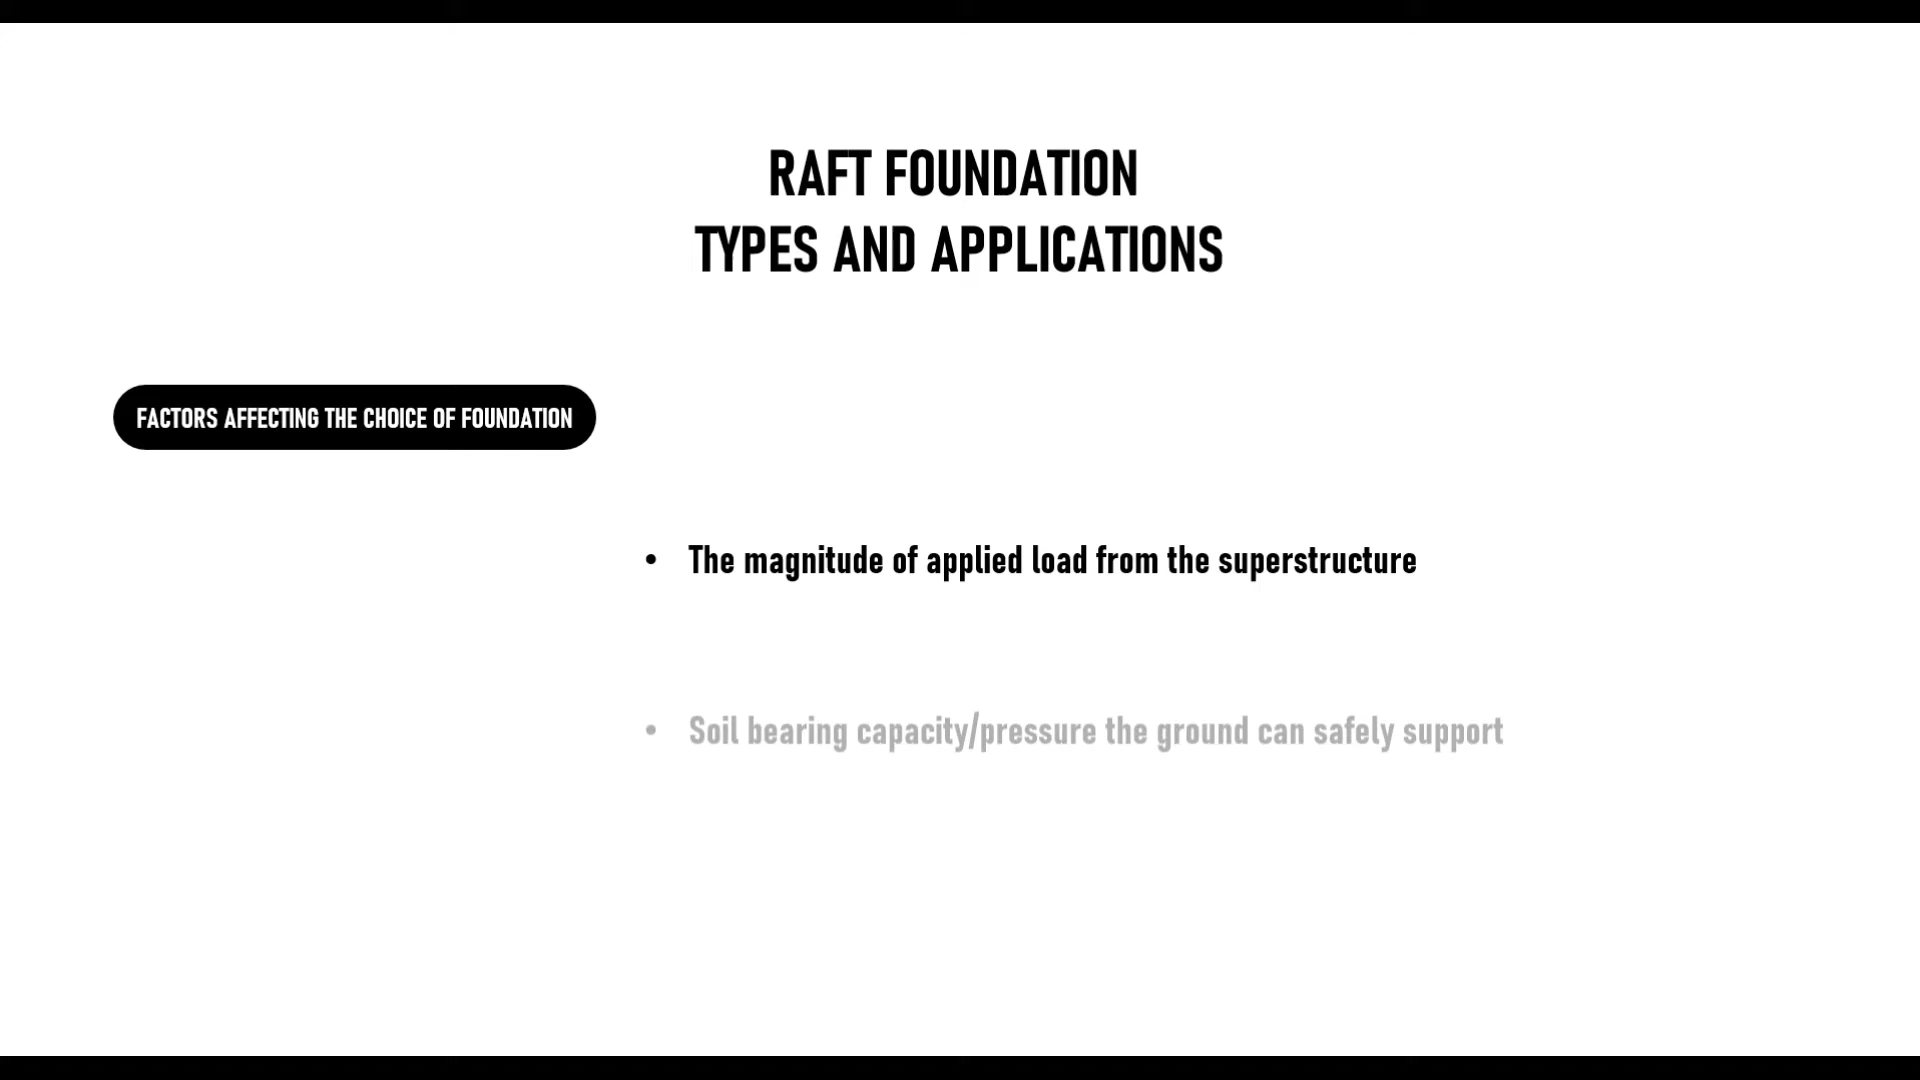 RAFT FOUNDATION
TYPES AND APPLICATIONS
FACTORS AFFECTING THE CHOICE OF FOUNDATION
• The magnitude of applied load from the superstructure
• Soil bearing capacity/pressure the ground can safely support